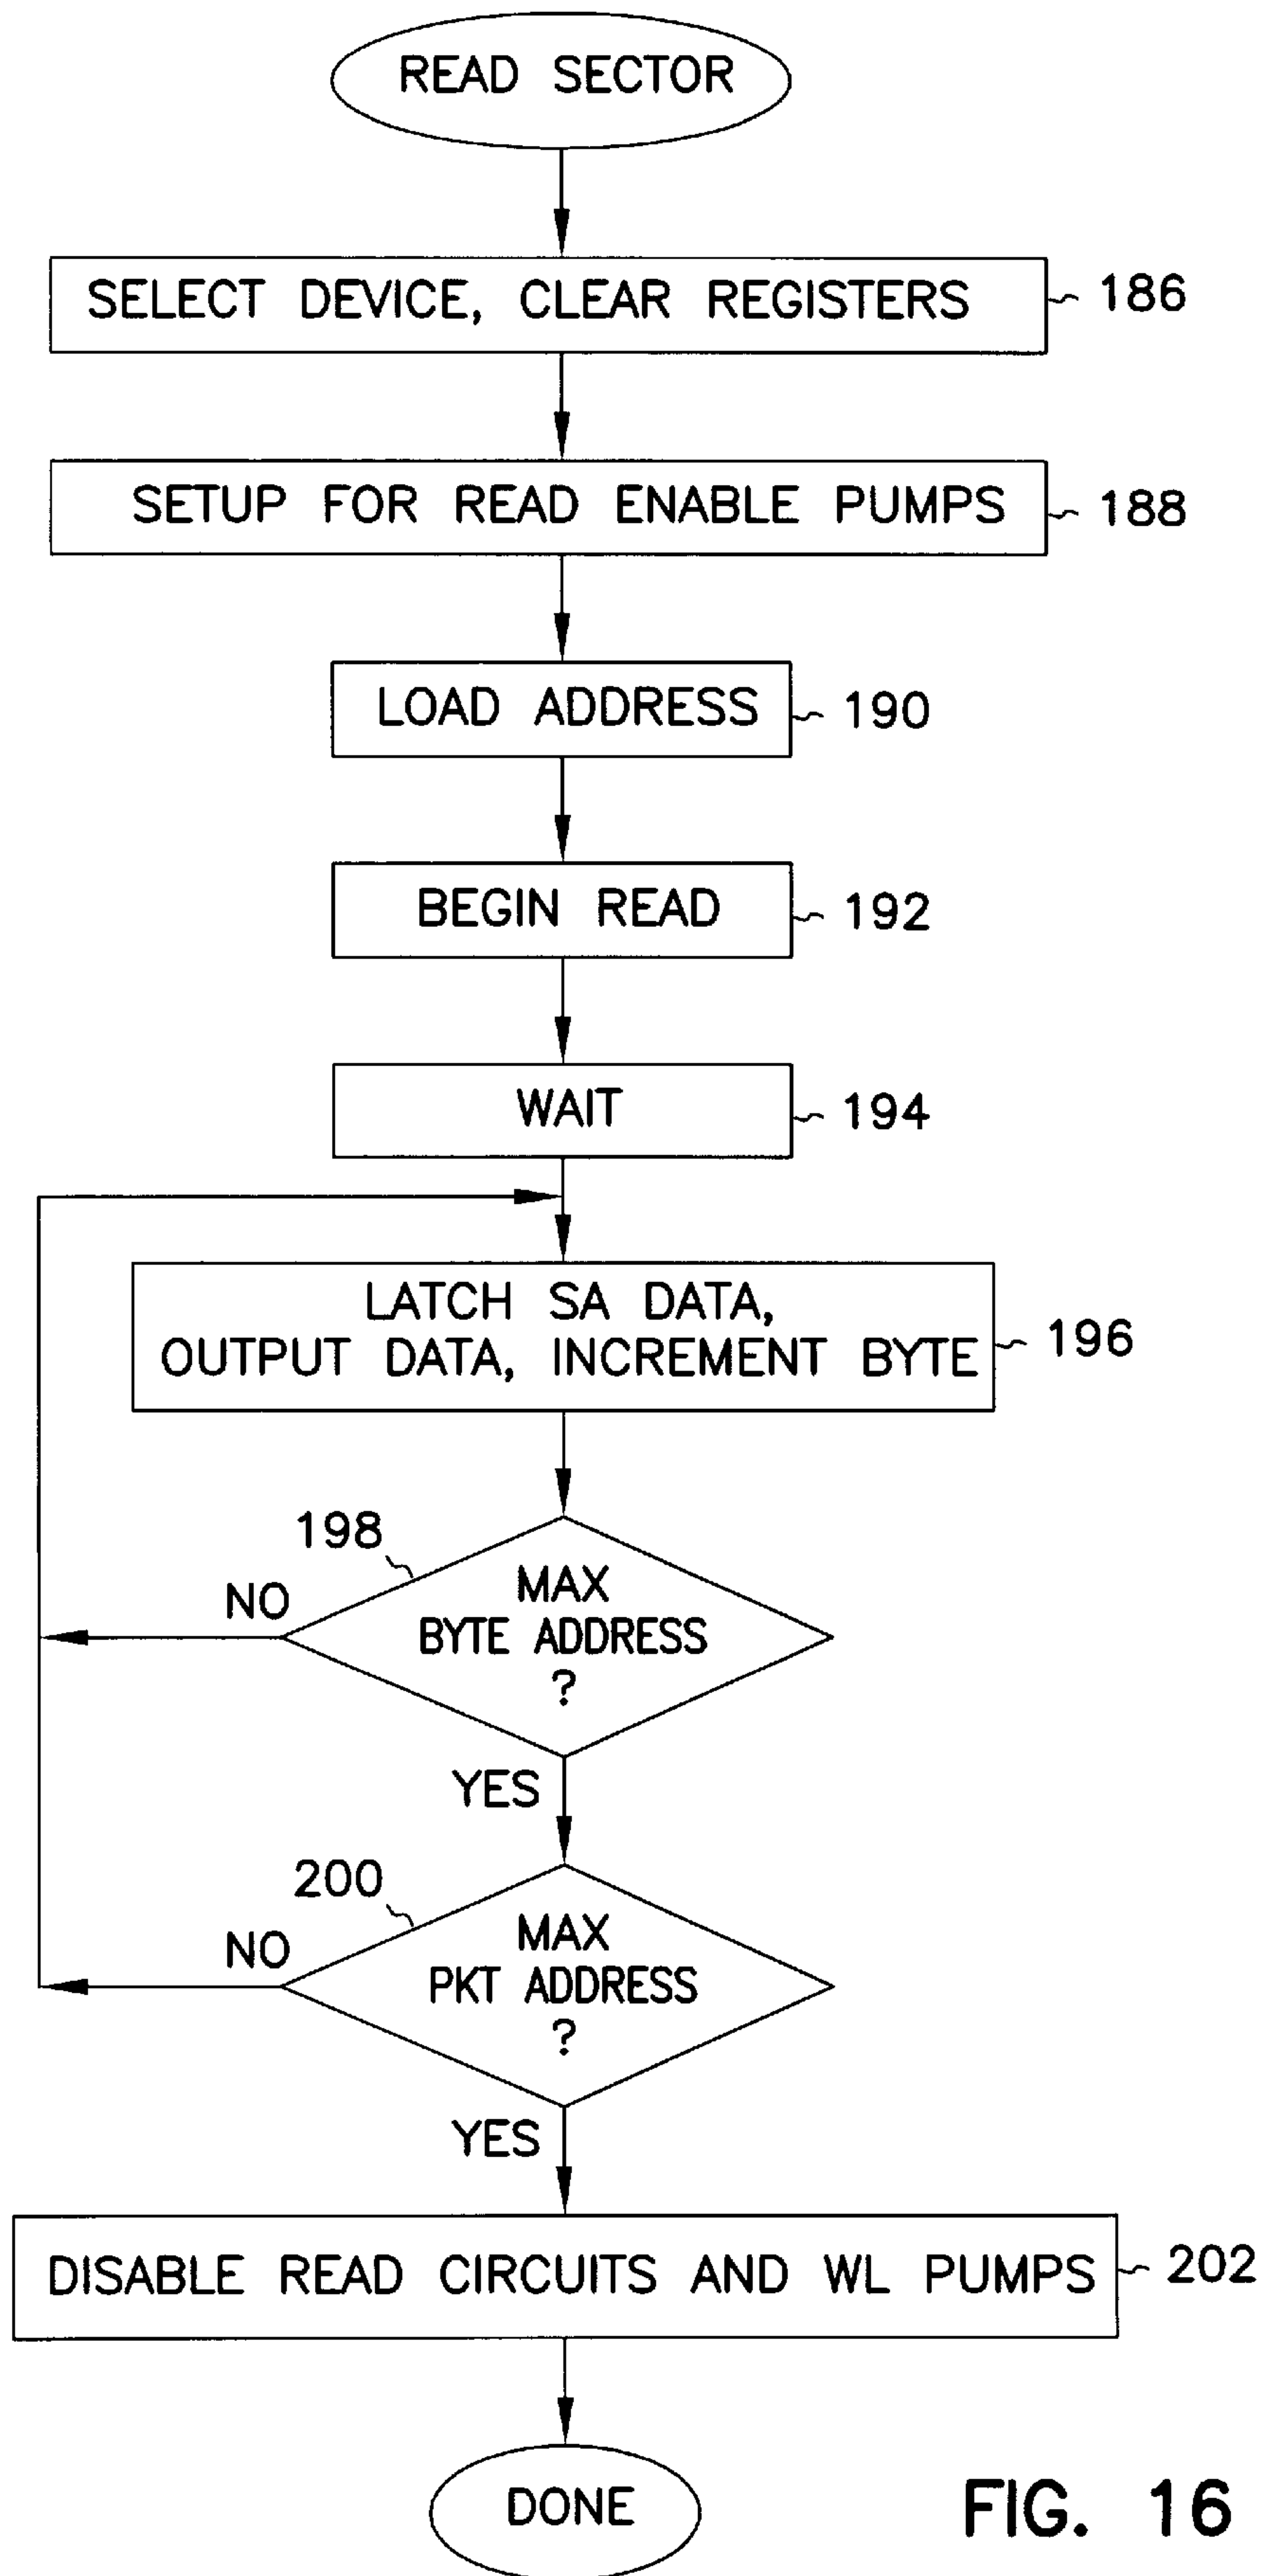 READ SECTOR
SELECT DEVICE, CLEAR REGISTERS
186
SETUP FOR READ ENABLE PUMPS
188
LOAD ADDRESS
190
BEGIN READ
192
WAIT
194
LATCH SA DATA,
OUTPUT DATA, INCREMENT BYTE
196
198
NO
MAX
BYTE ADDRESS
?
YES
200
NO
MAX
PKT ADDRESS
?
YES
DISABLE READ CIRCUITS AND WL PUMPS
202
DONE
FIG. 16